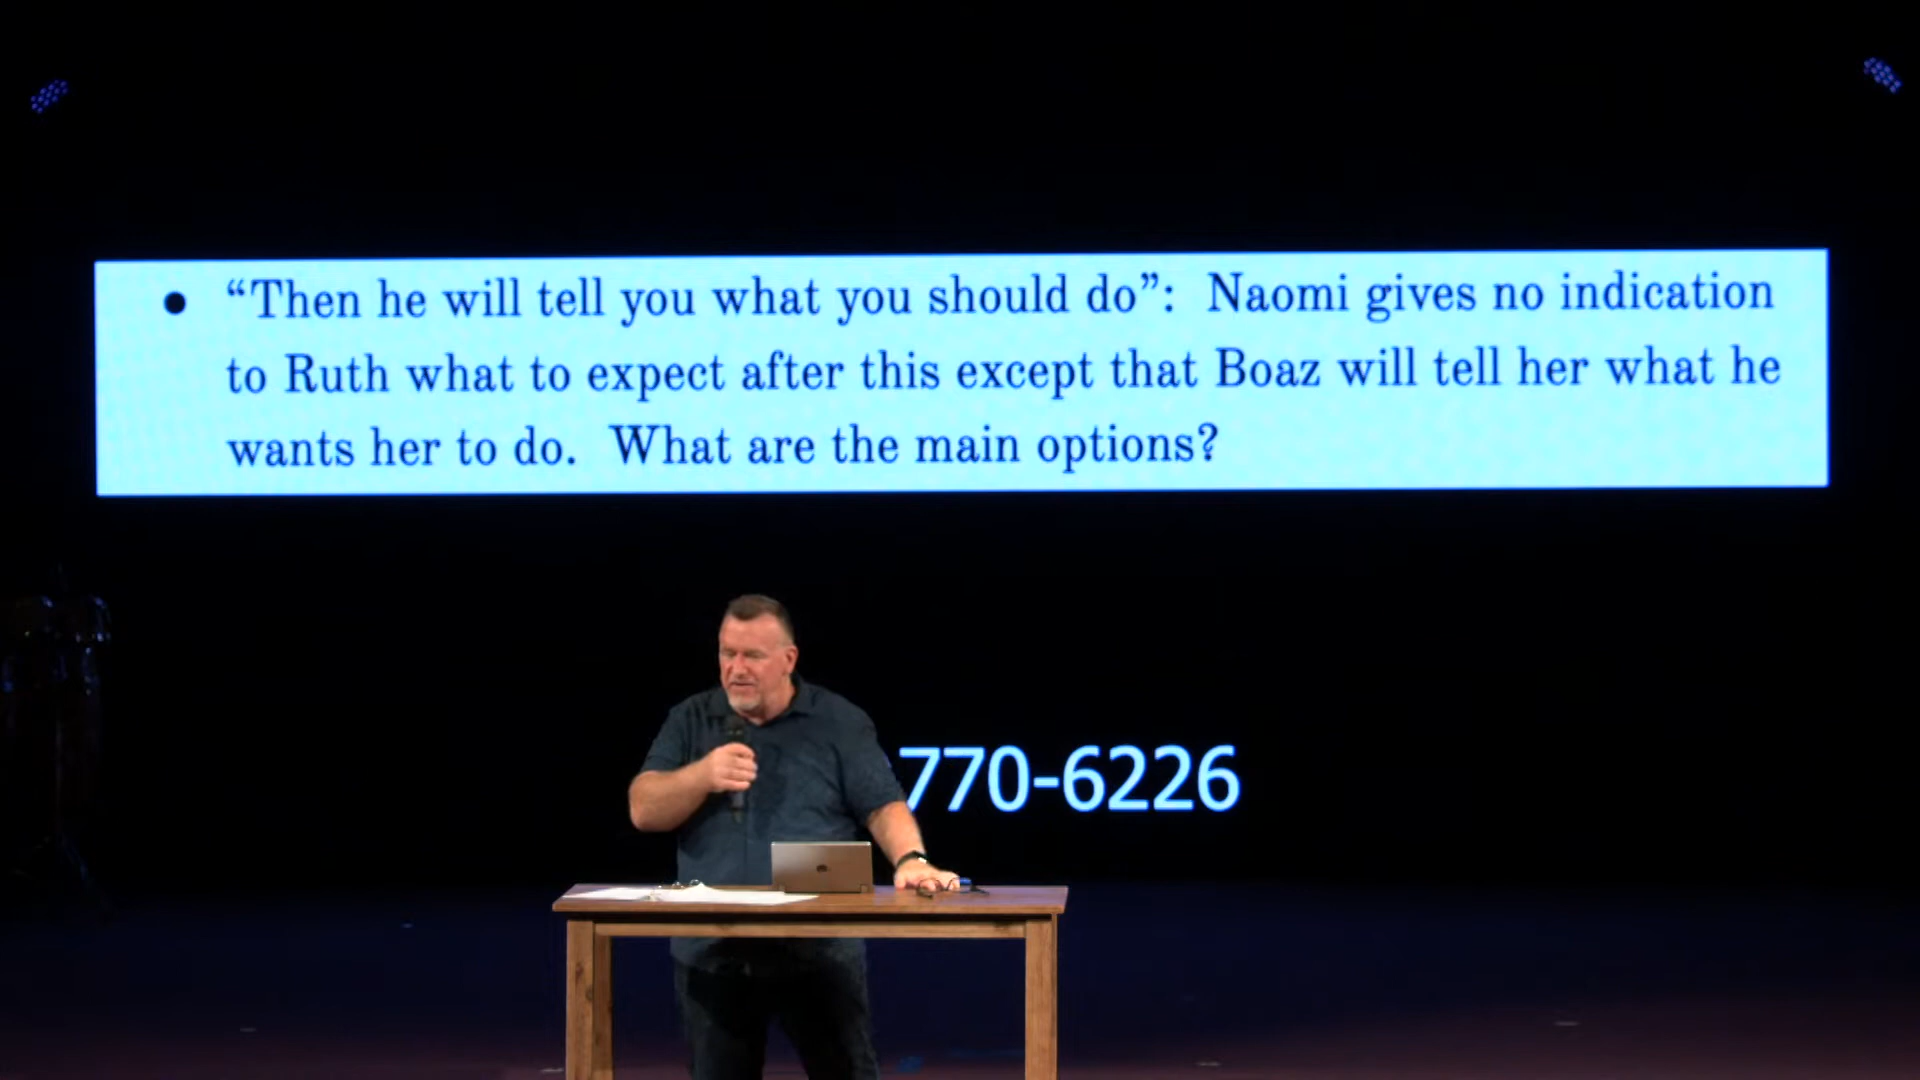 • “Then he will tell you what you should do”: Naomi gives no indication
to Ruth what to expect after this except that Boaz will tell her what he
wants her to do. What are the main options?
770-6226